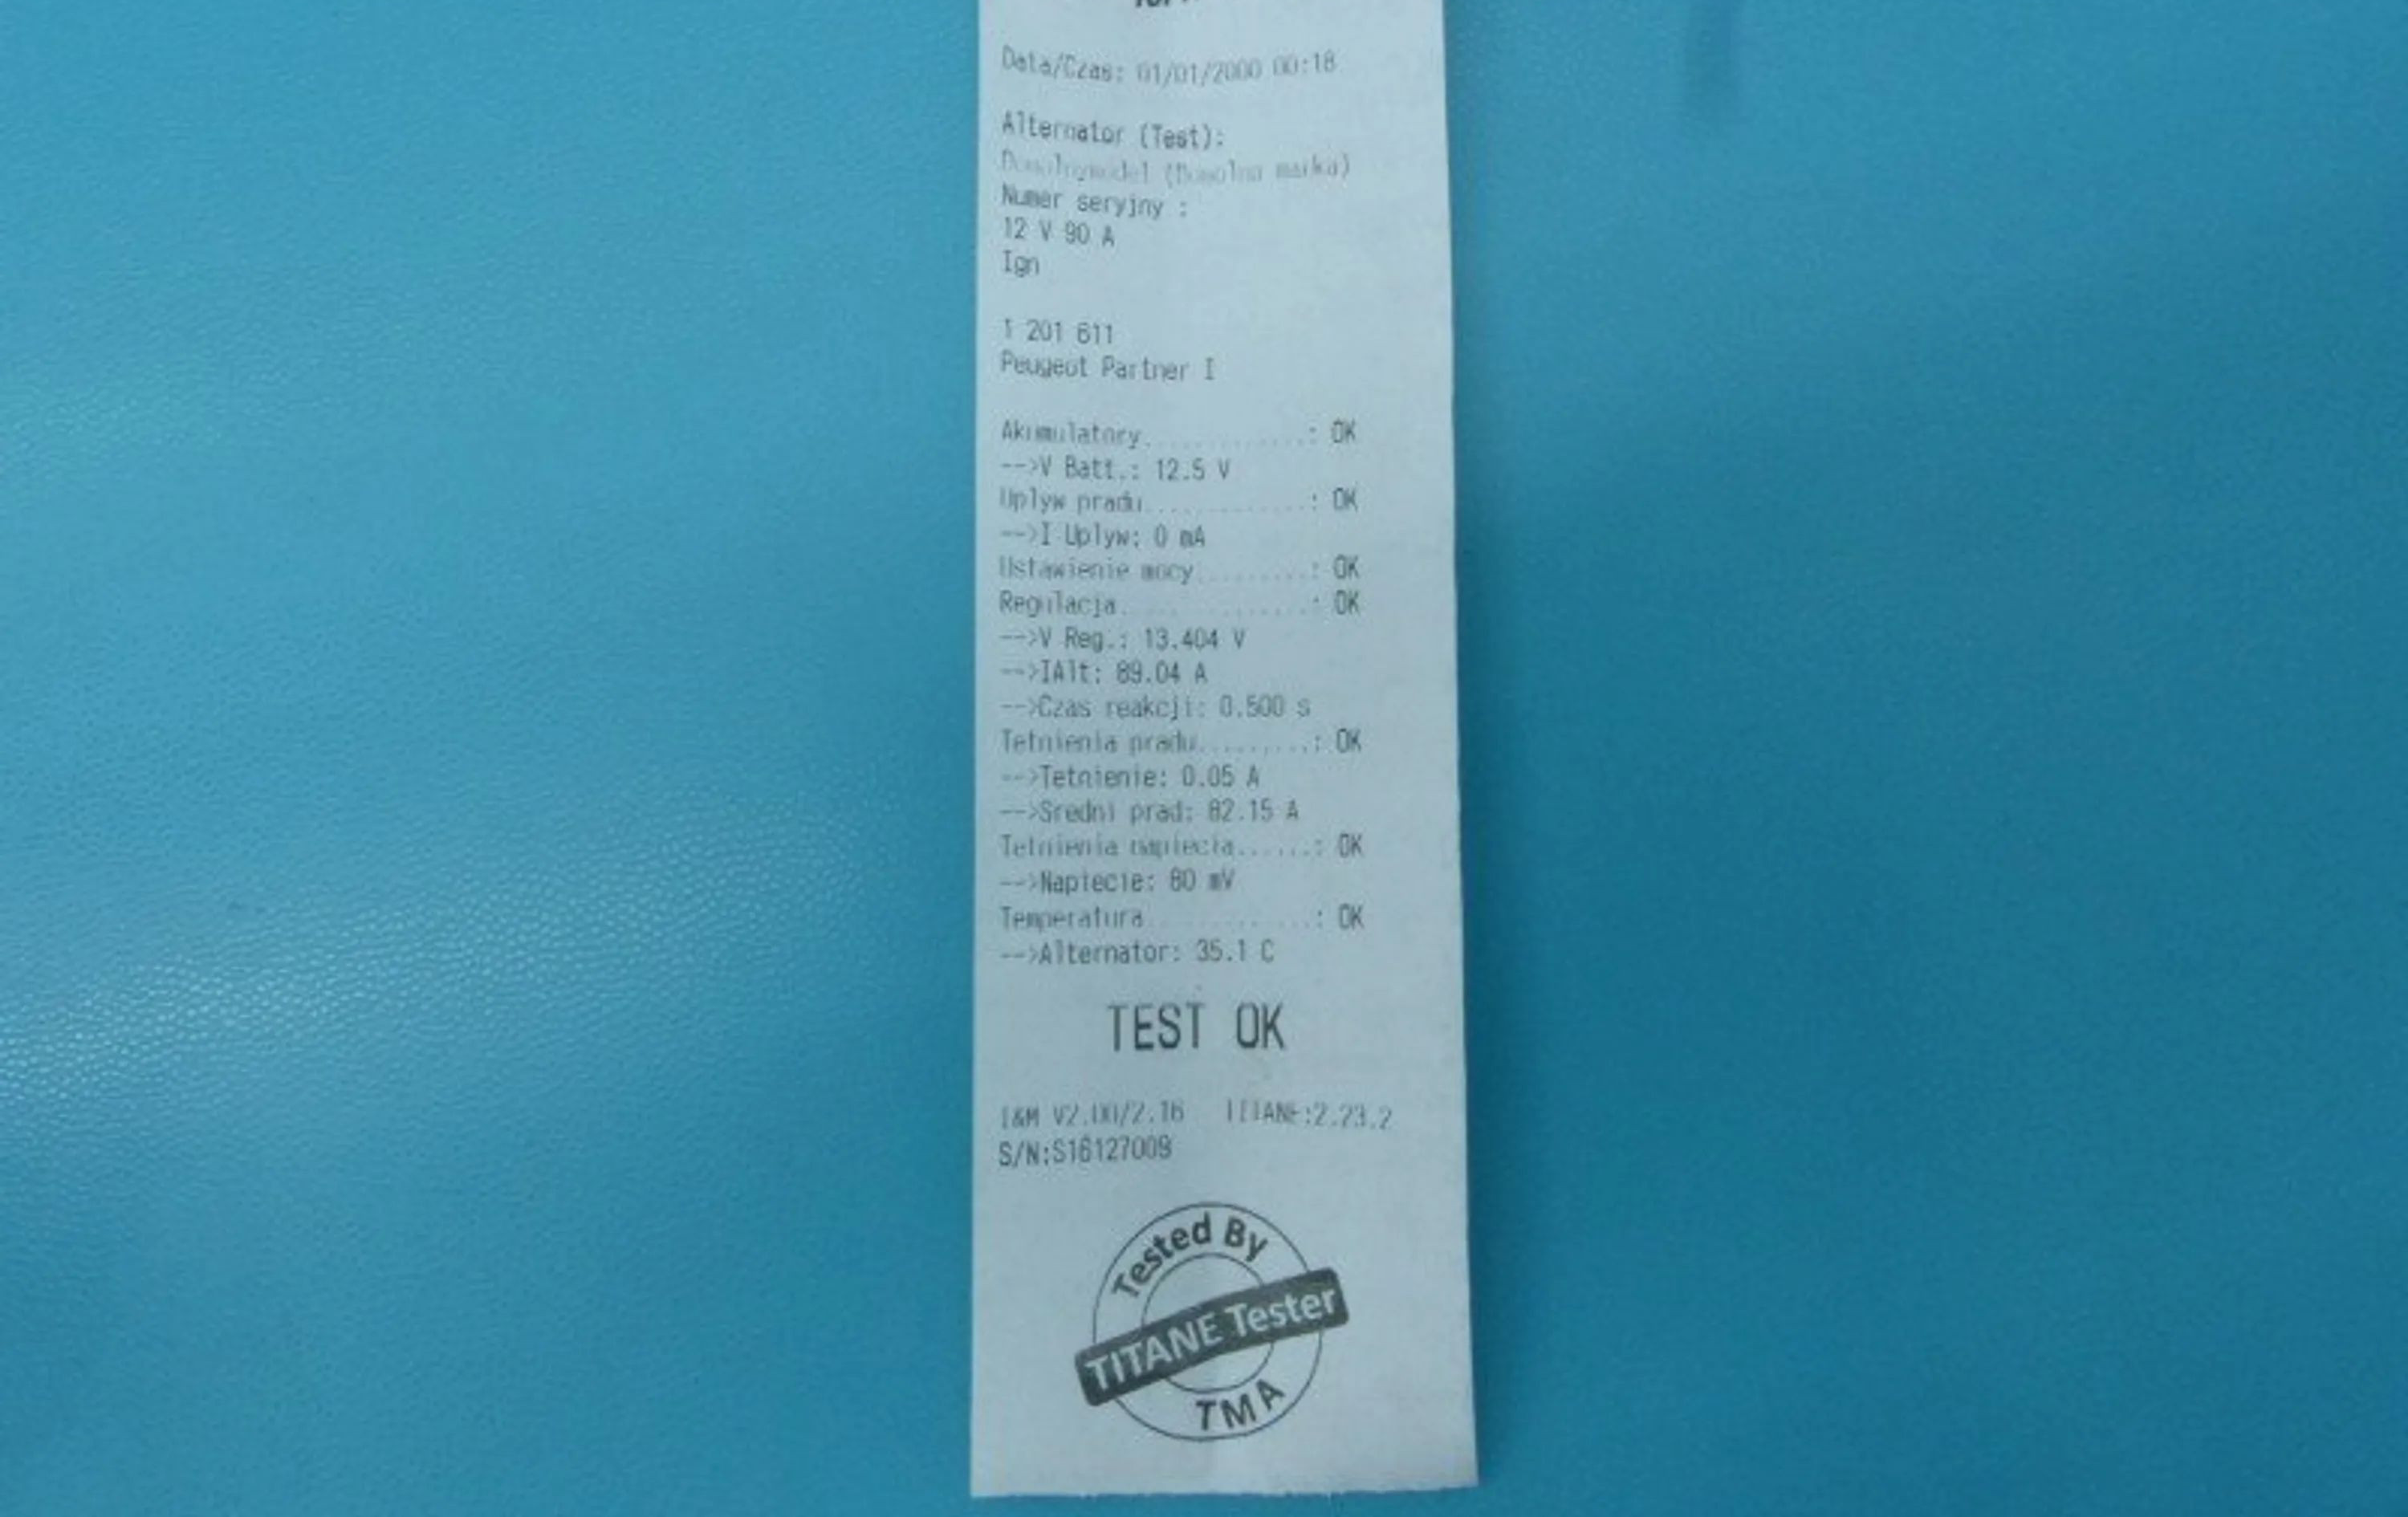 Data/Czas: 01/01/2000 00:18
Alternator (Test):
Dowolnymodel (Dowolna marka)
Numer seryjny :
12 V 90 A
Ign
1 201 611
Peugeot Partner I
Akumulatory.............: OK
-->V Batt.: 12.5 V
Uplyw pradu.............: OK
-->I Uplyw: 0 mA
Ustawienie mocy.........: OK
Regulacja...............: OK
-->V Reg.: 13.404 V
-->IAlt: 89.04 A
-->Czas reakcji: 0.500 s
Tetnienia pradu.........: OK
-->Tetnienie: 0.05 A
-->Sredni prad: 82.15 A
Tetnienia napiecia......: OK
-->Napiecie: 80 mV
Temperatura.............: OK
-->Alternator: 35.1 C
TEST OK
I&M V2.00/2.16 TITANE:2.23.2
S/N:S16127009
Tested By
TITANE Tester
TMA